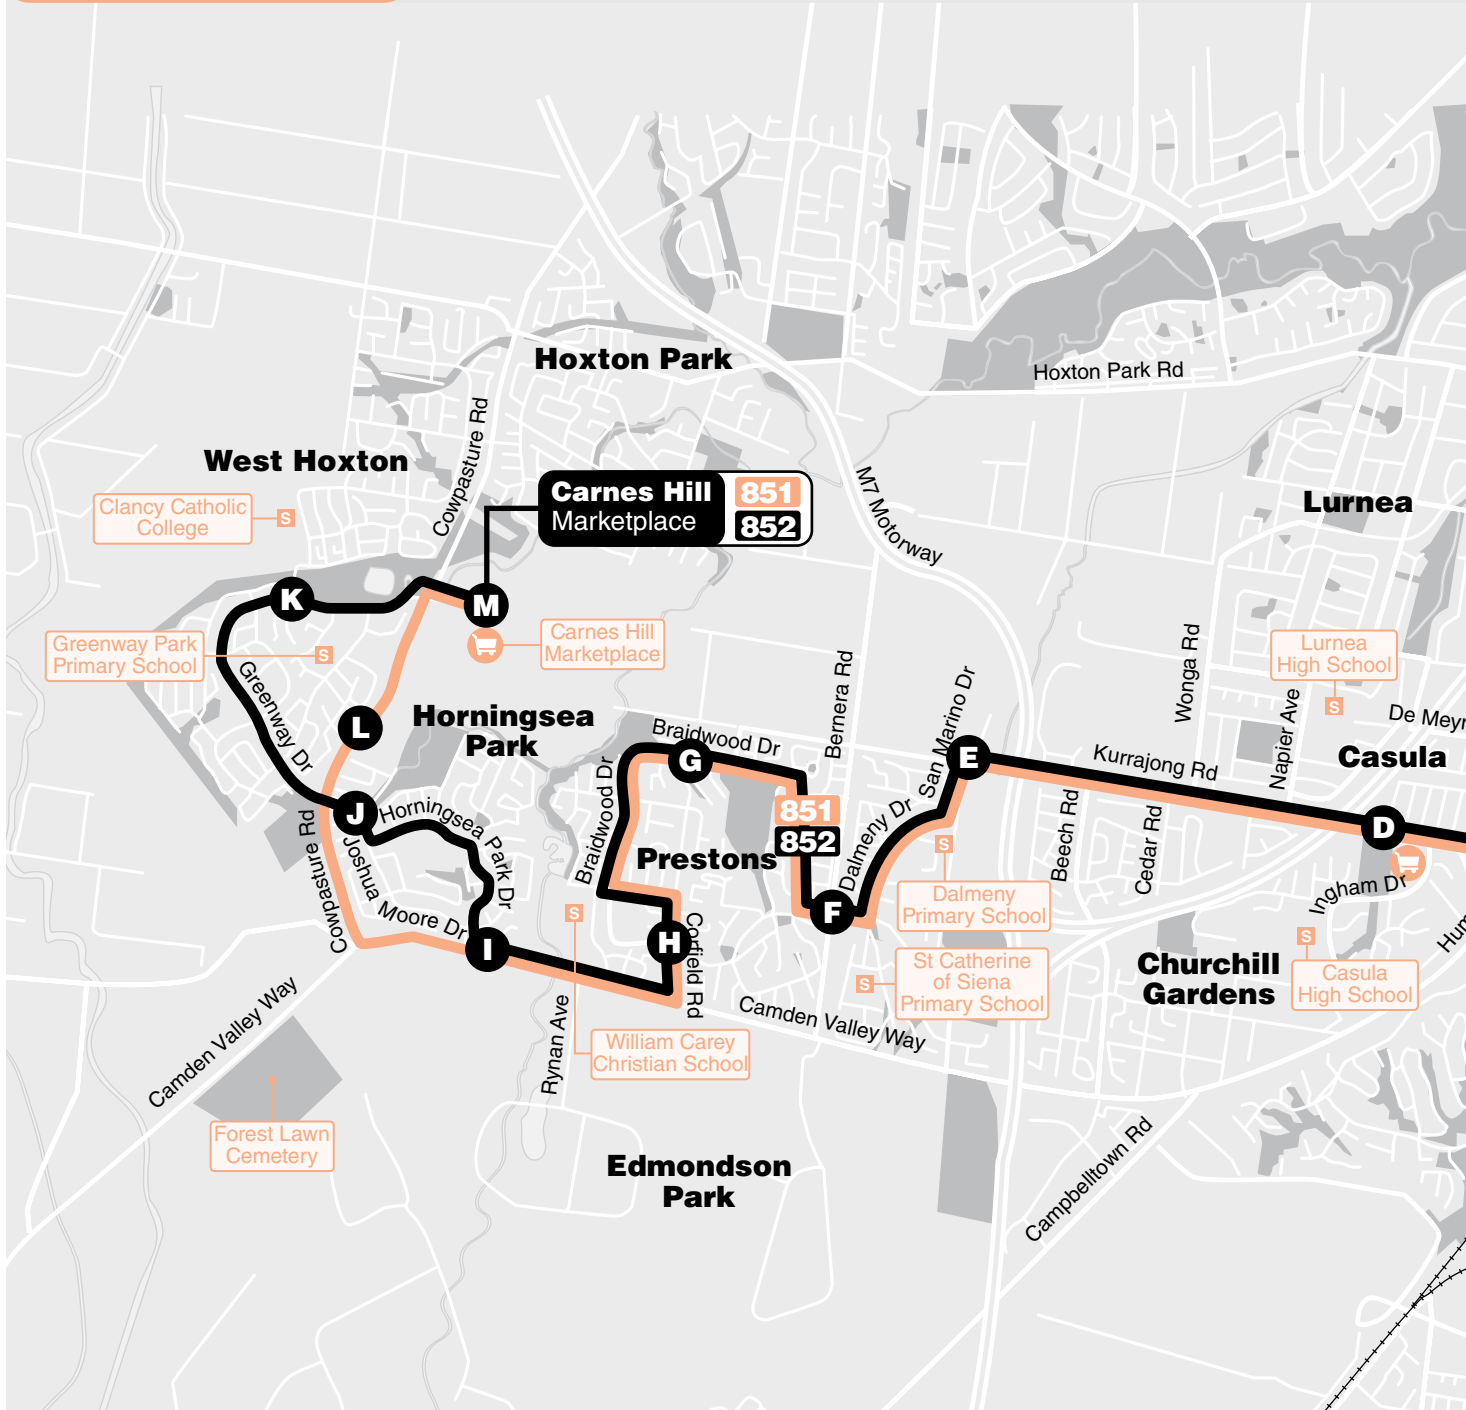 Hoxton Park
Hoxton Park Rd
Cowpasture Rd
West Hoxton
Carnes Hill
Marketplace
851
852
M7 Motorway
Lurnea
Clancy Catholic
College
S
K
M
Carnes Hill
Marketplace
Greenway Park
Primary School
S
Greenway Dr
L
Horningsea
Park
Braidwood Dr
G
Bernera Rd
San Marino Dr
E
Kurrajong Rd
Wonga Rd
Lurnea
High School
S
Napier Ave
De Meyr
Casula
D
J
Horningsea Park Dr
Joshua Moore Dr
Cowpasture Rd
I
Braidwood Dr
Prestons
851
852
Dalmeny Dr
F
S
Dalmeny
Primary School
Beech Rd
Cedar Rd
Ingham Dr
Hum
S
Casula
High School
Churchill
Gardens
S
St Catherine
of Siena
Primary School
H
Corfield Rd
S
William Carey
Christian School
Rynan Ave
Camden Valley Way
Camden Valley Way
Forest Lawn
Cemetery
Edmondson
Park
Campbelltown Rd